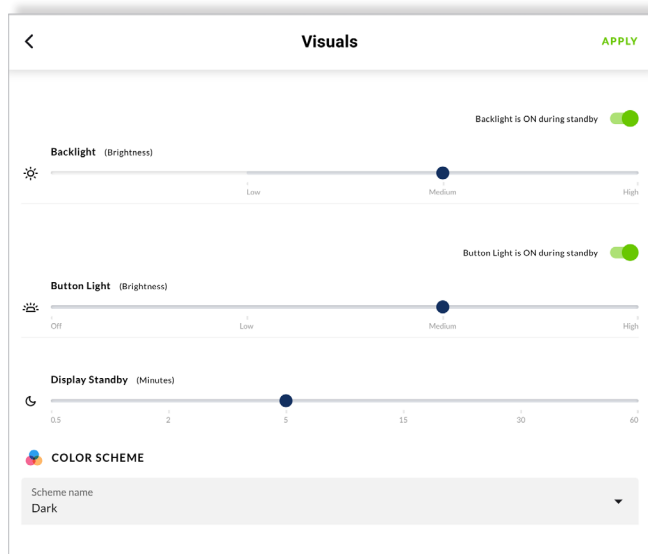 Visuals
APPLY
Backlight is ON during standby
Backlight (Brightness)
Low Medium High
Button Light is ON during standby
Button Light (Brightness)
Off Low Medium High
Display Standby (Minutes)
0.5 2 5 15 30 60
COLOR SCHEME
Scheme name
Dark